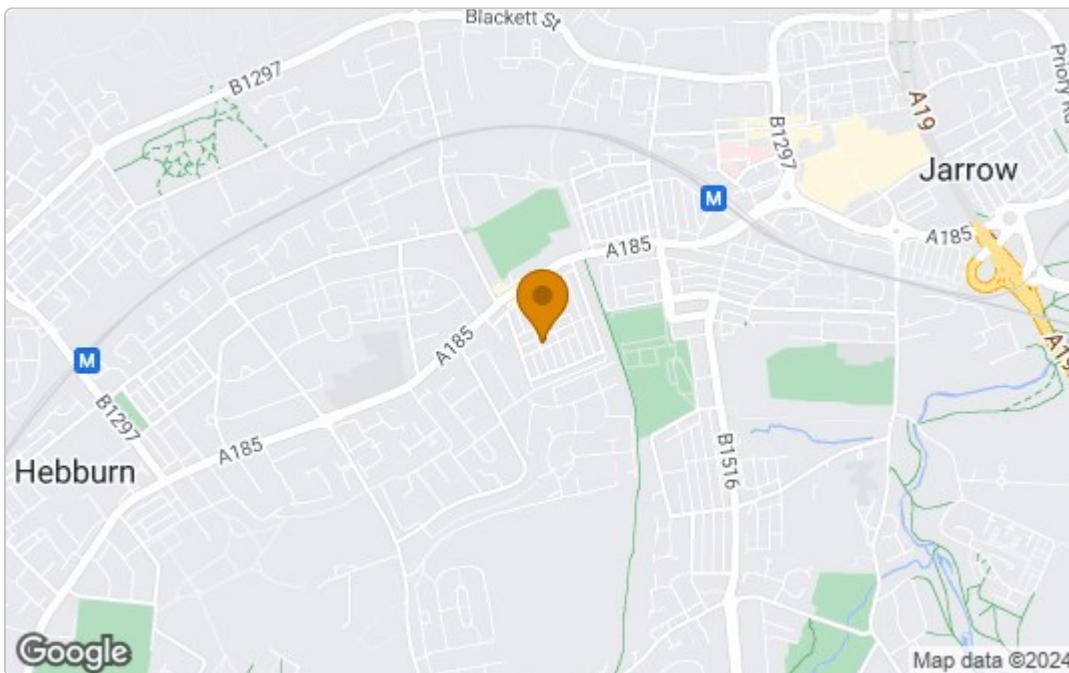 Blackett St
B1297
A19
Priory Rd
B1297
Jarrow
M
A185
A185
A185
M
A19
B1297
B1516
A185
Hebburn
Google
Map data ©2024